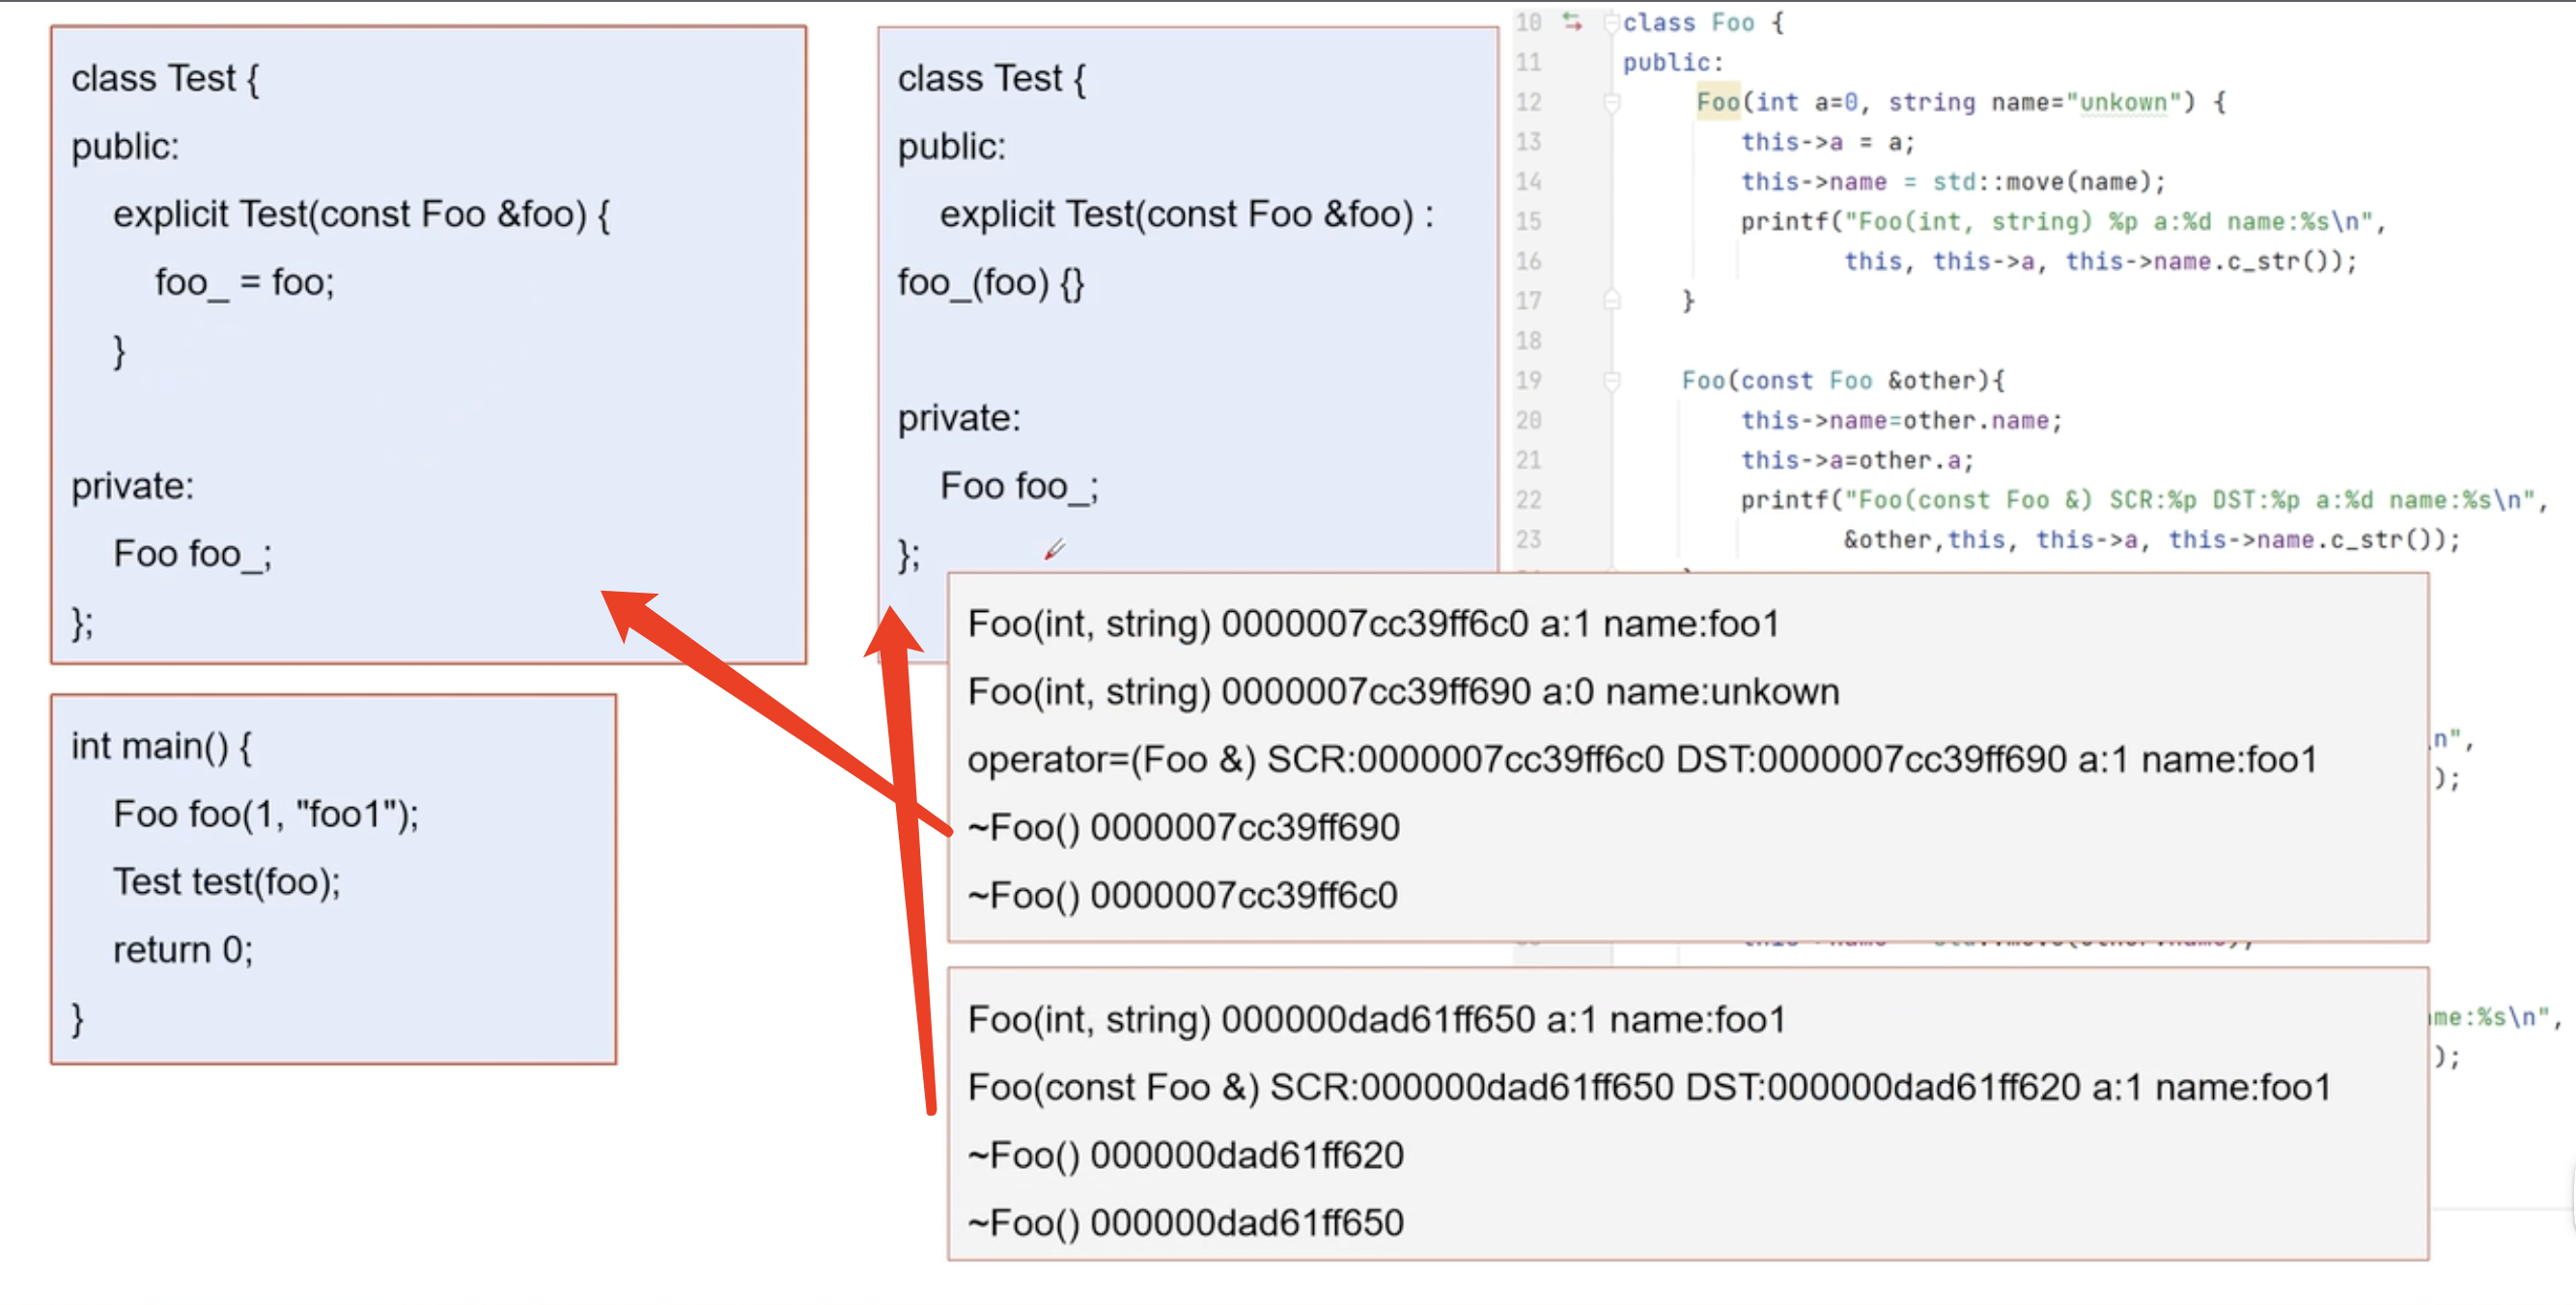 class Test {
public:
explicit Test(const Foo &foo) {
foo_ = foo;
}
private:
Foo foo_;
};
int main() {
Foo foo(1, "foo1");
Test test(foo);
return 0;
}
class Test {
public:
explicit Test(const Foo &foo) :
foo_(foo) {}
private:
Foo foo_;
};
10 class Foo {
11 public:
12 Foo(int a=0, string name="unkown") {
13 this->a = a;
14 this->name = std::move(name);
15 printf("Foo(int, string) %p a:%d name:%s\n",
16 this, this->a, this->name.c_str());
17 }
18
19 Foo(const Foo &other){
20 this->name=other.name;
21 this->a=other.a;
22 printf("Foo(const Foo &) SCR:%p DST:%p a:%d name:%s\n",
23 &other,this, this->a, this->name.c_str());
n",
);
me:%s\n",
);
Foo(int, string) 0000007cc39ff6c0 a:1 name:foo1
Foo(int, string) 0000007cc39ff690 a:0 name:unkown
operator=(Foo &) SCR:0000007cc39ff6c0 DST:0000007cc39ff690 a:1 name:foo1
~Foo() 0000007cc39ff690
~Foo() 0000007cc39ff6c0
Foo(int, string) 000000dad61ff650 a:1 name:foo1
Foo(const Foo &) SCR:000000dad61ff650 DST:000000dad61ff620 a:1 name:foo1
~Foo() 000000dad61ff620
~Foo() 000000dad61ff650